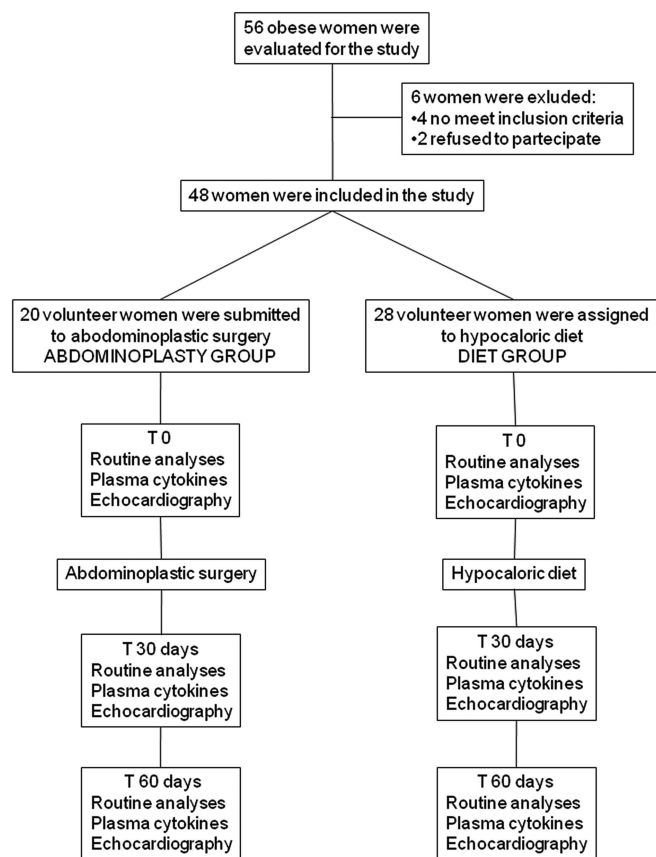 56 obese women were
evaluated for the study
6 women were exluded:
•4 no meet inclusion criteria
•2 refused to partecipate
48 women were included in the study
20 volunteer women were submitted
to abodominoplastic surgery
ABDOMINOPLASTY GROUP
28 volunteer women were assigned
to hypocaloric diet
DIET GROUP
T 0
Routine analyses
Plasma cytokines
Echocardiography
T 0
Routine analyses
Plasma cytokines
Echocardiography
Abdominoplastic surgery
Hypocaloric diet
T 30 days
Routine analyses
Plasma cytokines
Echocardiography
T 30 days
Routine analyses
Plasma cytokines
Echocardiography
T 60 days
Routine analyses
Plasma cytokines
Echocardiography
T 60 days
Routine analyses
Plasma cytokines
Echocardiography